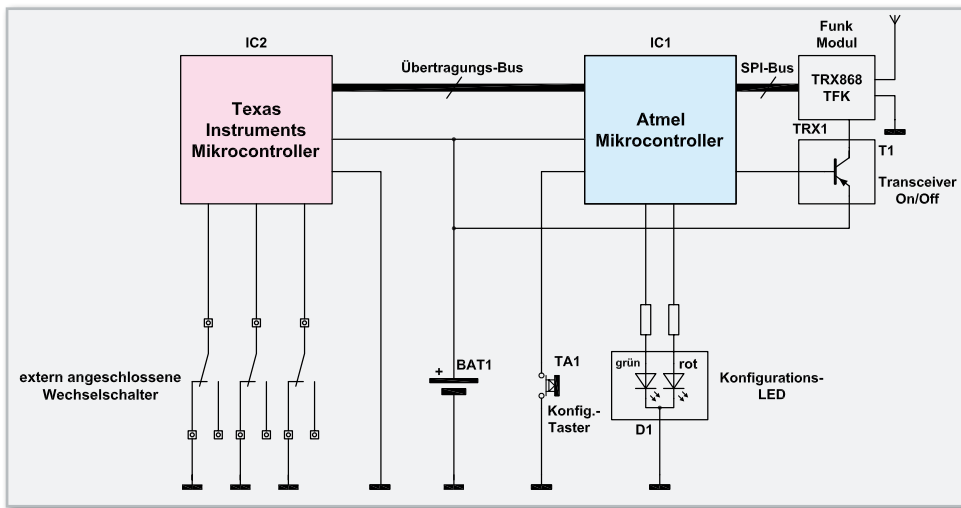 IC2
IC1
Funk
Modul
Übertragungs-Bus
SPI-Bus
Texas
Instruments
Mikrocontroller
Atmel
Mikrocontroller
TRX868
TFK
TRX1
T1
Transceiver
On/Off
extern angeschlossene
Wechselschalter
+
BAT1
TA1
Konfig.-
Taster
grün
rot
Konfigurations-
LED
D1